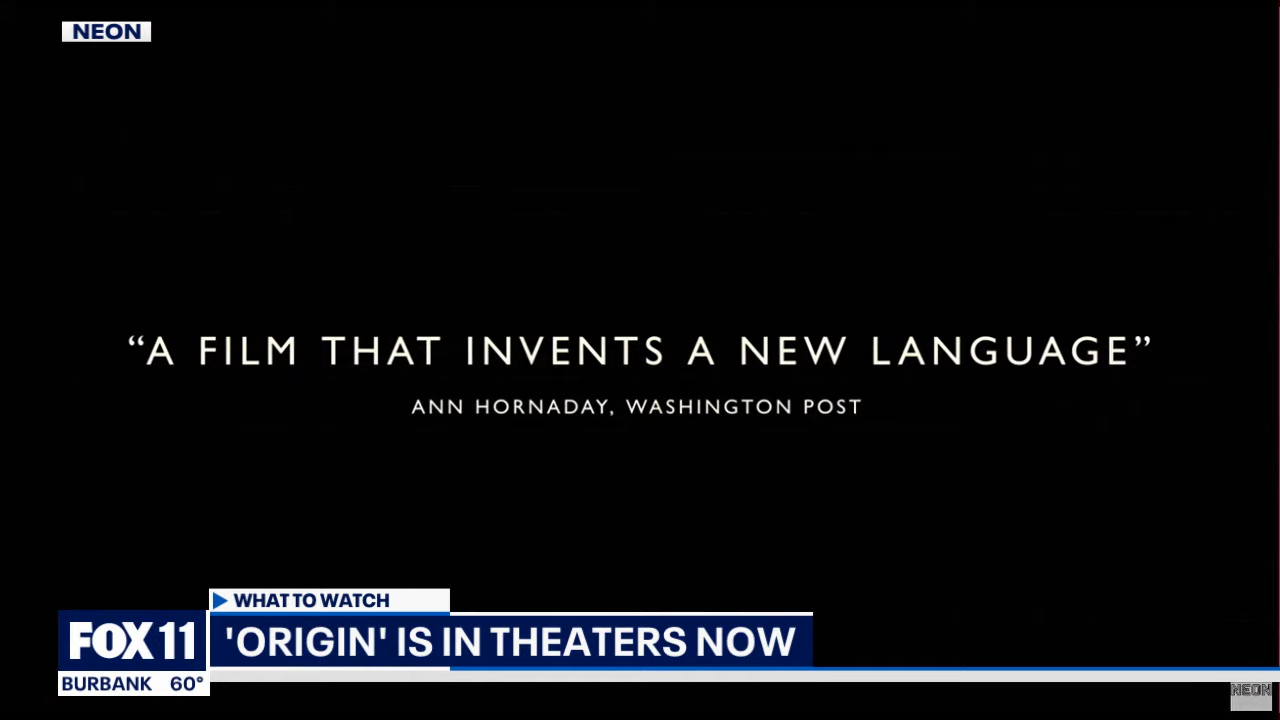 NEON
“A FILM THAT INVENTS A NEW LANGUAGE”
ANN HORNADAY, WASHINGTON POST
WHAT TO WATCH
FOX 11
'ORIGIN' IS IN THEATERS NOW
BURBANK 60°
NEON